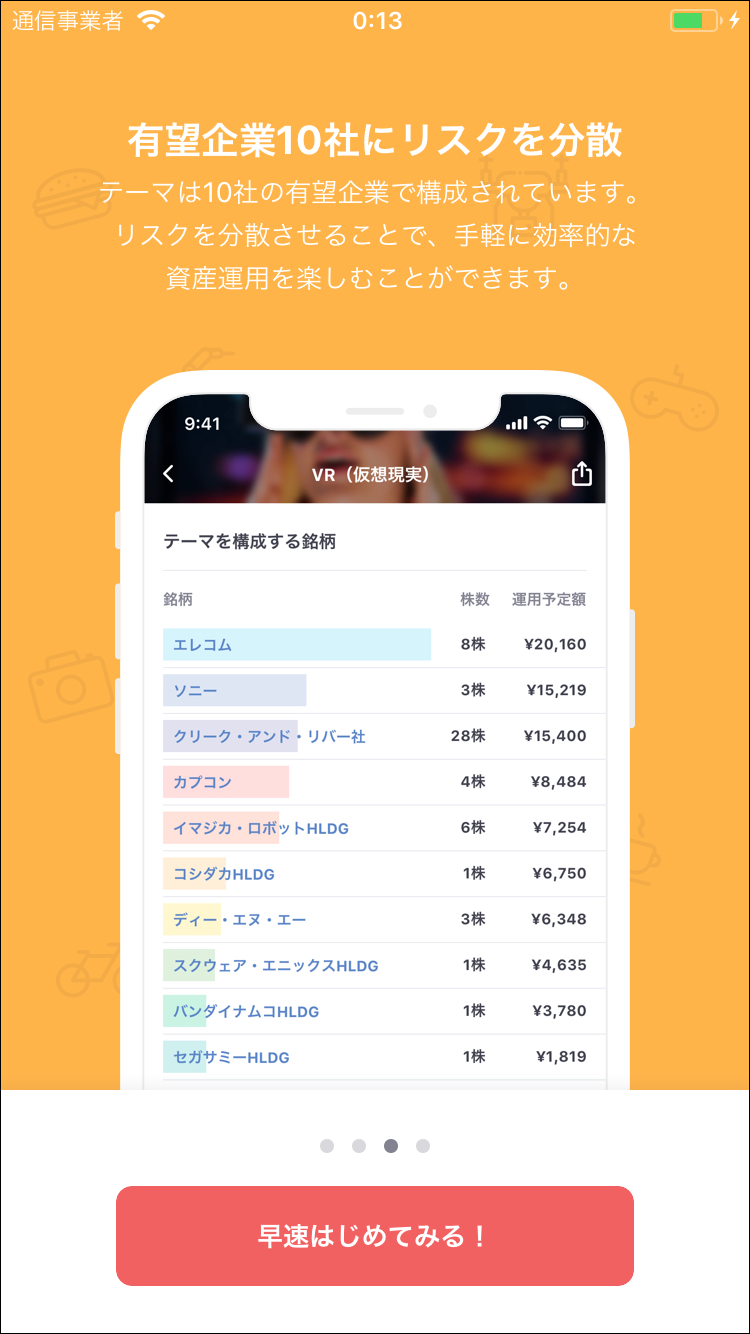 通信事業者
0:13
有望企業10社にリスクを分散
テーマは10社の有望企業で構成されています。
リスクを分散させることで、手軽に効率的な
資産運用を楽しむことができます。
9:41
VR（仮想現実）
テーマを構成する銘柄
銘柄 株数 運用予定額
エレコム 8株 ¥20,160
ソニー 3株 ¥15,219
クリーク・アンド・リバー社 28株 ¥15,400
カプコン 4株 ¥8,484
イマジカ・ロボットHLDG 6株 ¥7,254
コシダカHLDG 1株 ¥6,750
ディー・エヌ・エー 3株 ¥6,348
スクウェア・エニックスHLDG 1株 ¥4,635
バンダイナムコHLDG 1株 ¥3,780
セガサミーHLDG 1株 ¥1,819
早速はじめてみる！